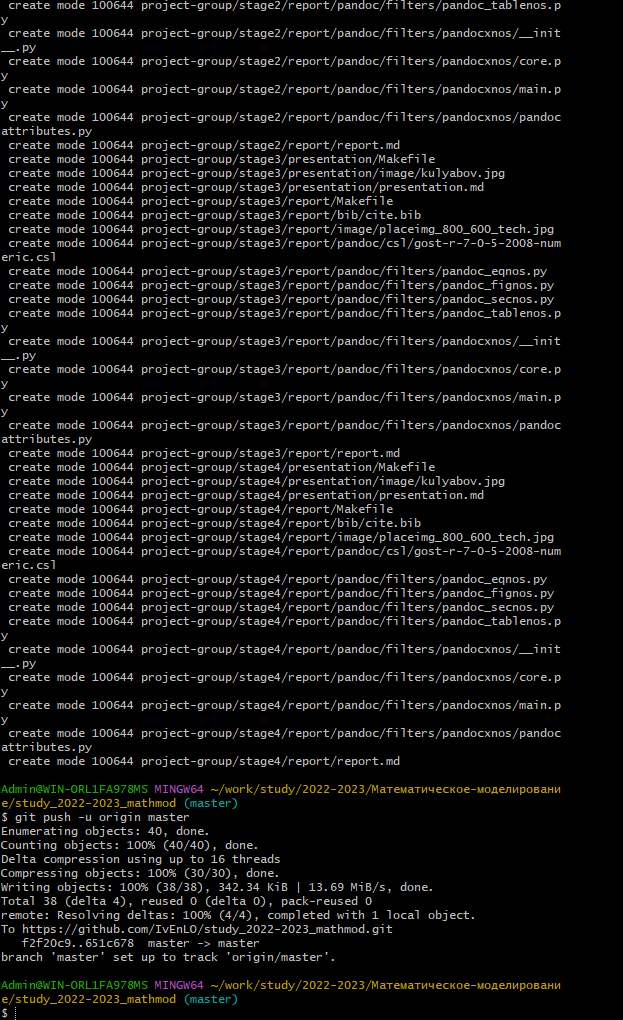 create mode 100644 project-group/stage2/report/pandoc/filters/pandoc_tablenos.p
y
 create mode 100644 project-group/stage2/report/pandoc/filters/pandocxnos/__init
__.py
 create mode 100644 project-group/stage2/report/pandoc/filters/pandocxnos/core.p
y
 create mode 100644 project-group/stage2/report/pandoc/filters/pandocxnos/main.p
y
 create mode 100644 project-group/stage2/report/pandoc/filters/pandocxnos/pandoc
attributes.py
 create mode 100644 project-group/stage2/report/report.md
 create mode 100644 project-group/stage3/presentation/Makefile
 create mode 100644 project-group/stage3/presentation/image/kulyabov.jpg
 create mode 100644 project-group/stage3/presentation/presentation.md
 create mode 100644 project-group/stage3/report/Makefile
 create mode 100644 project-group/stage3/report/bib/cite.bib
 create mode 100644 project-group/stage3/report/image/placeimg_800_600_tech.jpg
 create mode 100644 project-group/stage3/report/pandoc/csl/gost-r-7-0-5-2008-num
eric.csl
 create mode 100644 project-group/stage3/report/pandoc/filters/pandoc_eqnos.py
 create mode 100644 project-group/stage3/report/pandoc/filters/pandoc_fignos.py
 create mode 100644 project-group/stage3/report/pandoc/filters/pandoc_secnos.py
 create mode 100644 project-group/stage3/report/pandoc/filters/pandoc_tablenos.p
y
 create mode 100644 project-group/stage3/report/pandoc/filters/pandocxnos/__init
__.py
 create mode 100644 project-group/stage3/report/pandoc/filters/pandocxnos/core.p
y
 create mode 100644 project-group/stage3/report/pandoc/filters/pandocxnos/main.p
y
 create mode 100644 project-group/stage3/report/pandoc/filters/pandocxnos/pandoc
attributes.py
 create mode 100644 project-group/stage3/report/report.md
 create mode 100644 project-group/stage4/presentation/Makefile
 create mode 100644 project-group/stage4/presentation/image/kulyabov.jpg
 create mode 100644 project-group/stage4/presentation/presentation.md
 create mode 100644 project-group/stage4/report/Makefile
 create mode 100644 project-group/stage4/report/bib/cite.bib
 create mode 100644 project-group/stage4/report/image/placeimg_800_600_tech.jpg
 create mode 100644 project-group/stage4/report/pandoc/csl/gost-r-7-0-5-2008-num
eric.csl
 create mode 100644 project-group/stage4/report/pandoc/filters/pandoc_eqnos.py
 create mode 100644 project-group/stage4/report/pandoc/filters/pandoc_fignos.py
 create mode 100644 project-group/stage4/report/pandoc/filters/pandoc_secnos.py
 create mode 100644 project-group/stage4/report/pandoc/filters/pandoc_tablenos.p
y
 create mode 100644 project-group/stage4/report/pandoc/filters/pandocxnos/__init
__.py
 create mode 100644 project-group/stage4/report/pandoc/filters/pandocxnos/core.p
y
 create mode 100644 project-group/stage4/report/pandoc/filters/pandocxnos/main.p
y
 create mode 100644 project-group/stage4/report/pandoc/filters/pandocxnos/pandoc
attributes.py
 create mode 100644 project-group/stage4/report/report.md

Admin@WIN-ORL1FA978MS MINGW64 ~/work/study/2022-2023/Математическое-моделировани
е/study_2022-2023_mathmod (master)
$ git push -u origin master
Enumerating objects: 40, done.
Counting objects: 100% (40/40), done.
Delta compression using up to 16 threads
Compressing objects: 100% (30/30), done.
Writing objects: 100% (38/38), 342.34 KiB | 13.69 MiB/s, done.
Total 38 (delta 4), reused 0 (delta 0), pack-reused 0
remote: Resolving deltas: 100% (4/4), completed with 1 local object.
To https://github.com/IvEnLO/study_2022-2023_mathmod.git
   f2f20c9..651c678  master -> master
branch 'master' set up to track 'origin/master'.

Admin@WIN-ORL1FA978MS MINGW64 ~/work/study/2022-2023/Математическое-моделировани
е/study_2022-2023_mathmod (master)
$